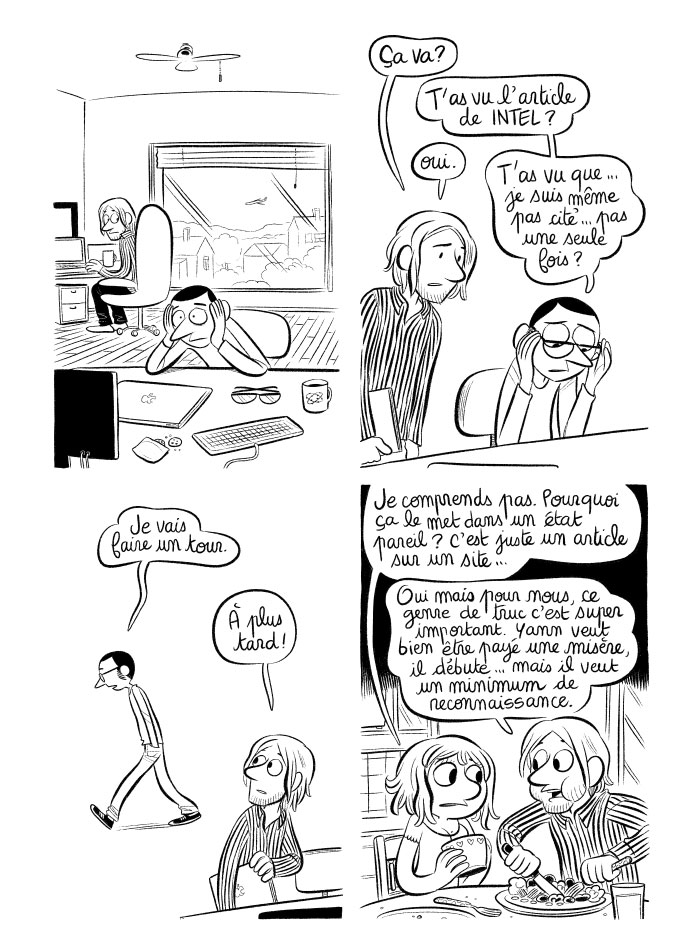 Ça va?
T'as vu l'article
de INTEL ?
oui.
T'as vu que...
je suis même
pas cité... pas
une seule
fois ?
Je vais
faire un tour.
À plus
tard !
Je comprends pas. Pourquoi
ça le met dans un état
pareil ? C'est juste un article
sur un site...
Oui mais pour nous, ce
genre de truc c'est super
important. Yann veut
bien être payé une misère,
il débute... mais il veut
un minimum de
reconnaissance.